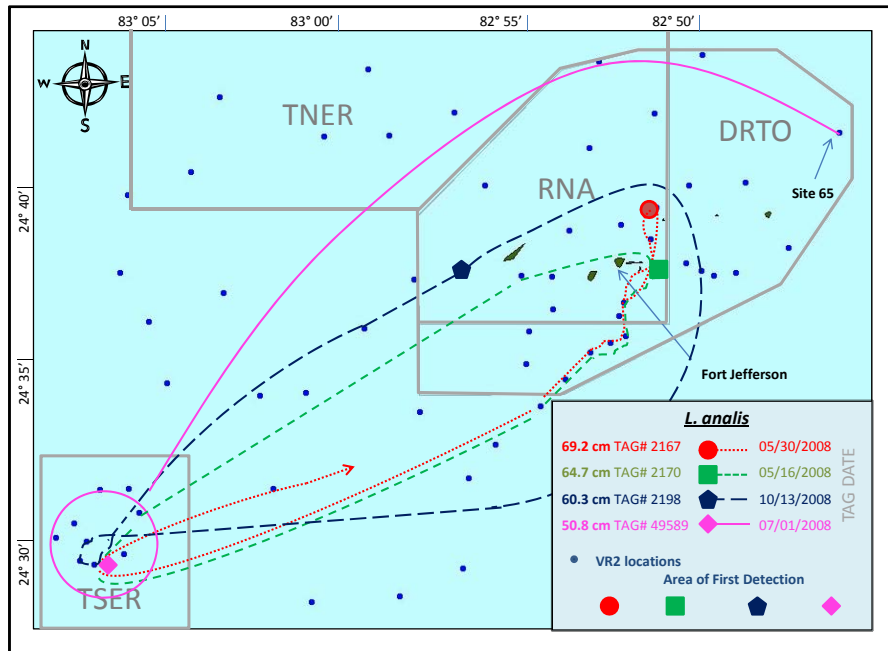 83° 05’ 83° 00’ 82° 55’ 82° 50’
N
W E
S
TNER
DRTO
RNA
Site 65
24° 40’
24° 35’
24° 30’
Fort Jefferson
TSER
L. analis
69.2 cm TAG# 2167 05/30/2008
64.7 cm TAG# 2170 05/16/2008
60.3 cm TAG# 2198 10/13/2008
50.8 cm TAG# 49589 07/01/2008
TAG DATE
VR2 locations
Area of First Detection